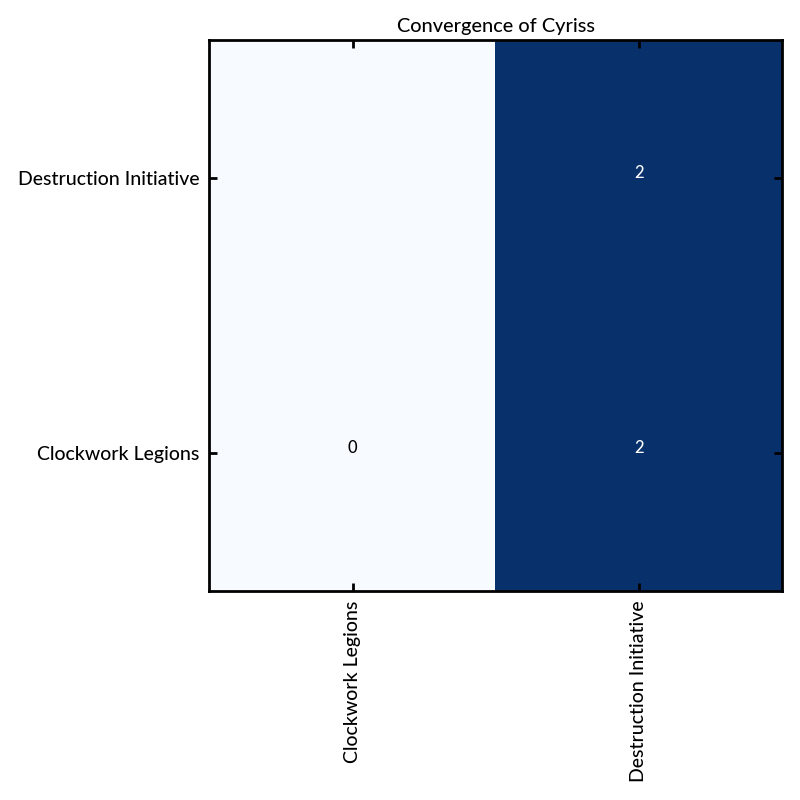 Convergence of Cyriss
Destruction Initiative
2
Clockwork Legions
0
2
Clockwork Legions
Destruction Initiative